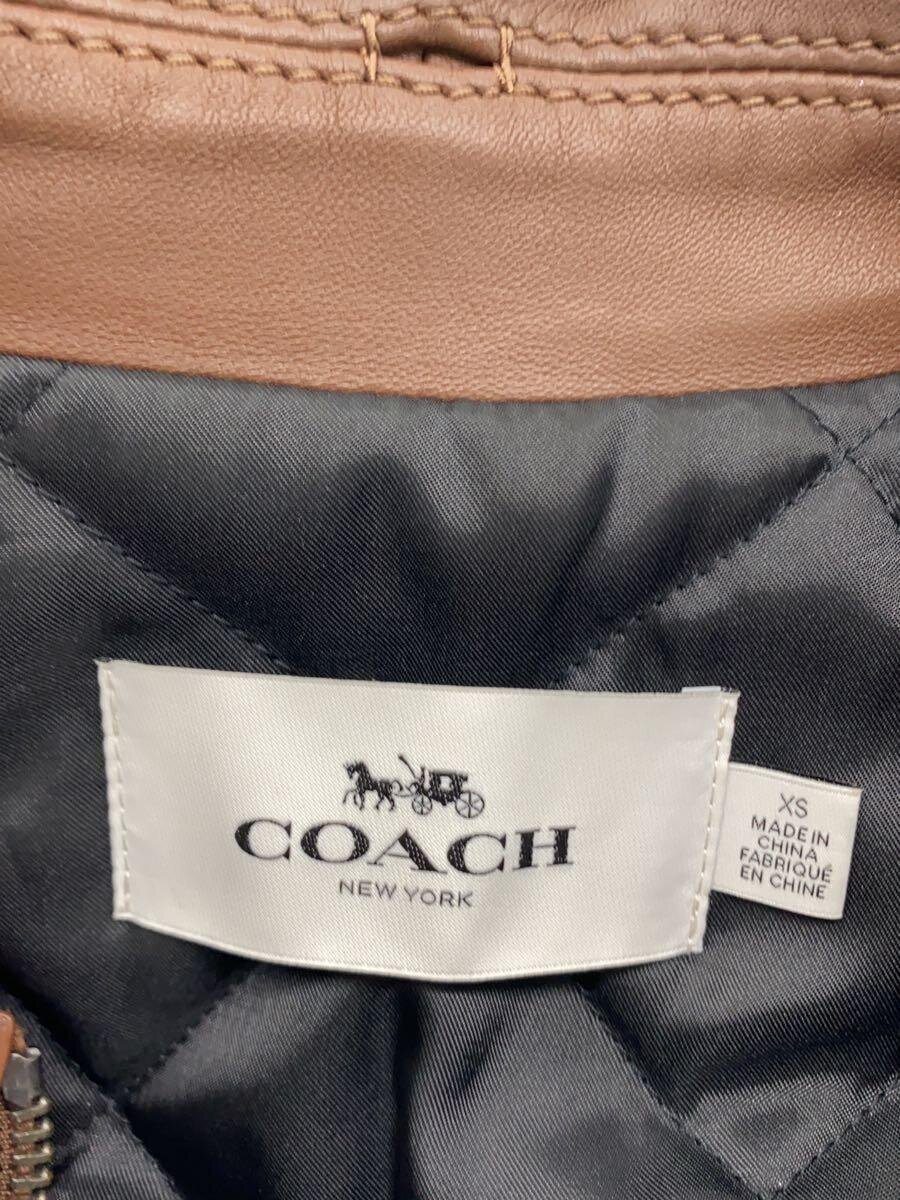 COACH
NEW YORK
XS
MADE IN
CHINA
FABRIQUÉ
EN CHINE